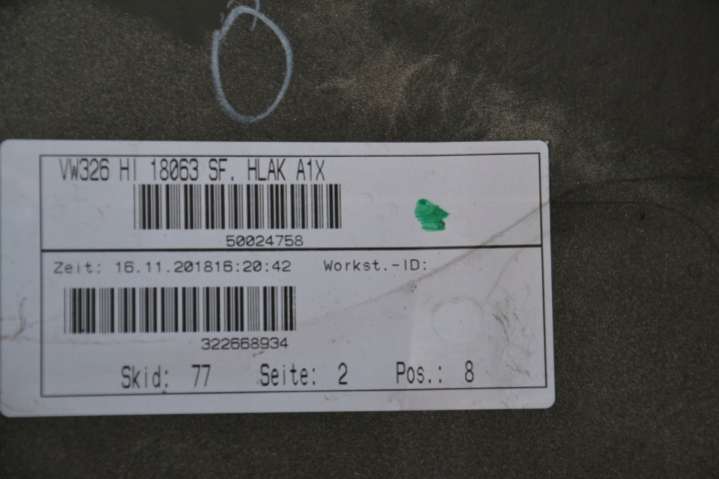 VW326 HI 18063 SF. HLAK A1X
50024758
Zeit: 16.11.201816:20:42 Workst.-ID:
322668934
Skid: 77 Seite: 2 Pos.: 8